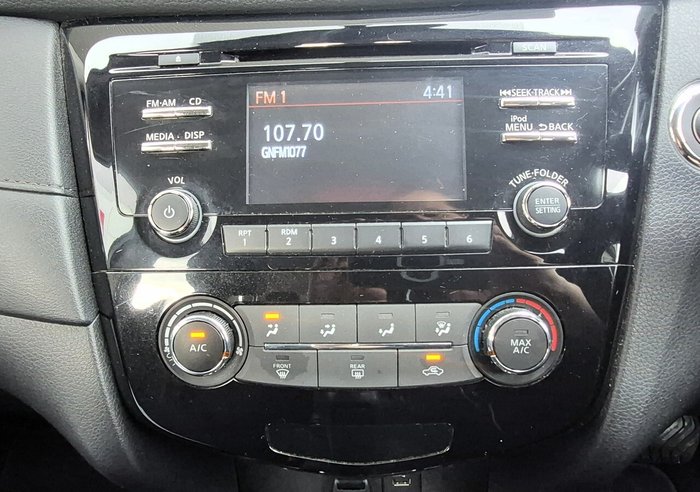 SCAN
FM 1 4:41
107.70
GNFM1077
FM·AM CD
MEDIA DISP
VOL
SEEK·TRACK
iPod
MENU BACK
TUNE·FOLDER
ENTER
SETTING
RPT
1
RDM
2
3
4
5
6
A/C
MAX
A/C
FRONT
REAR